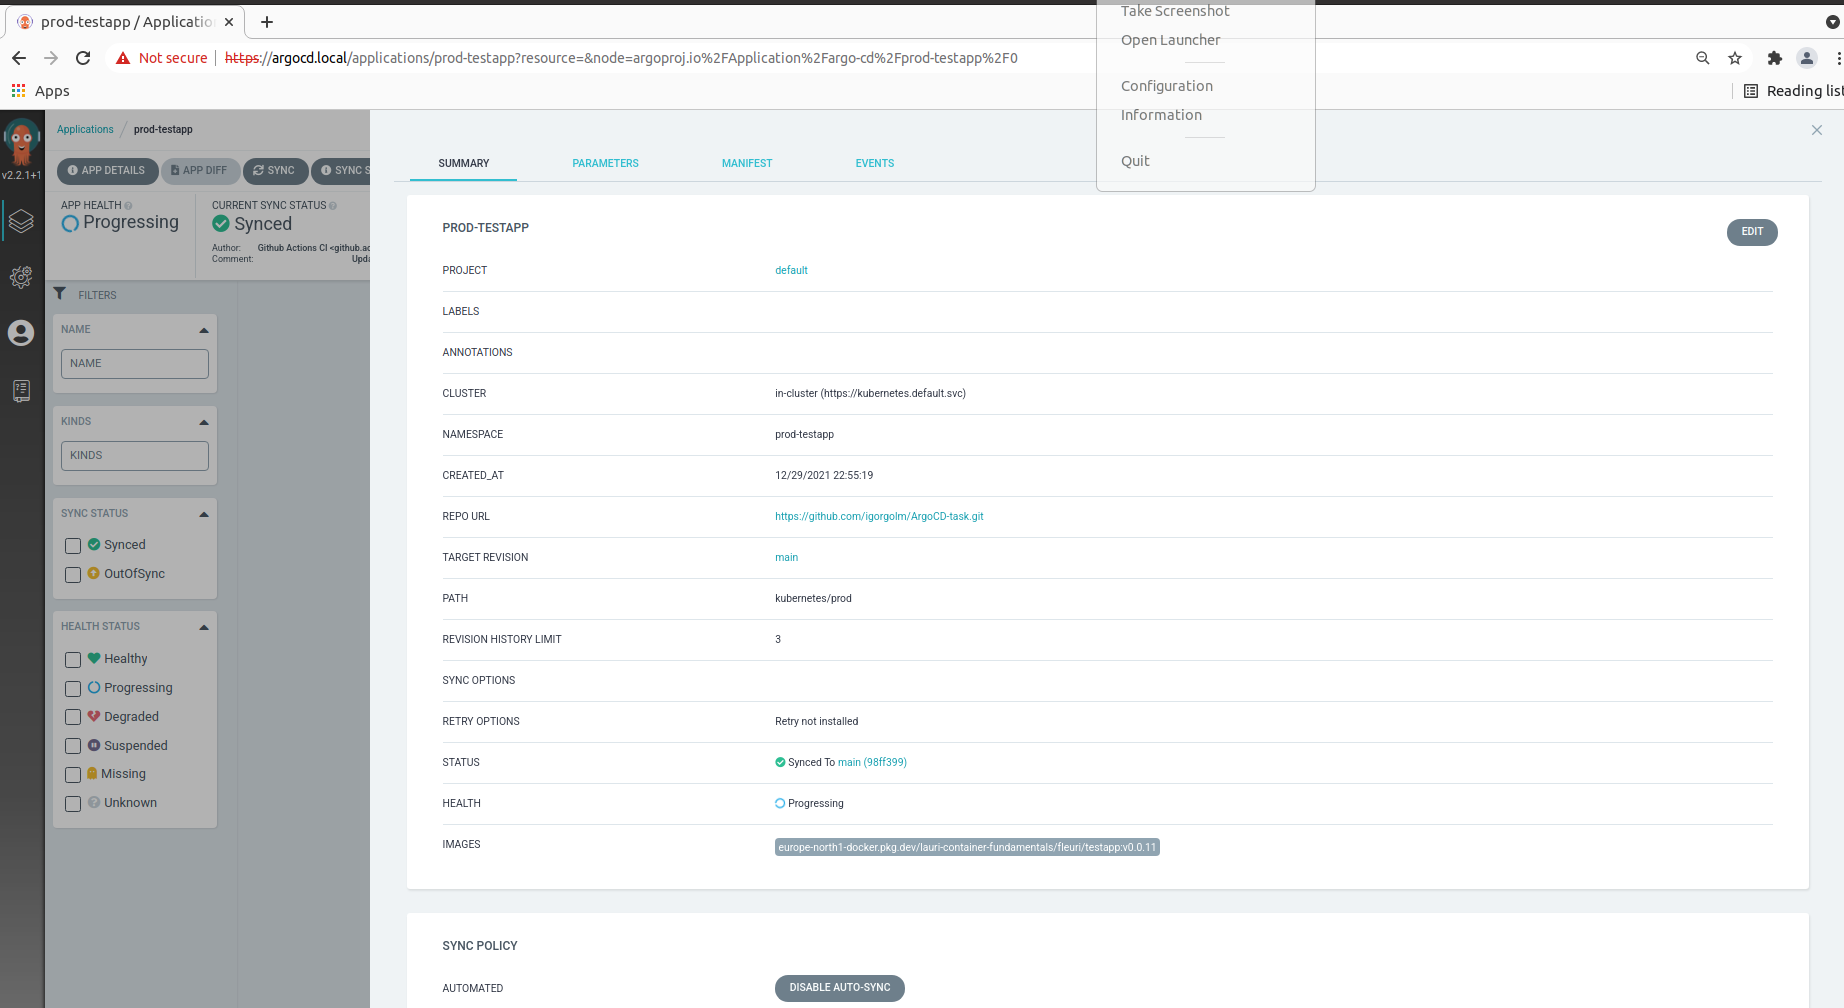 prod-testapp / Applicatio
Take Screenshot
Open Launcher
Configuration
Information
Quit
Not secure
https://argocd.local/applications/prod-testapp?resource=&node=argoproj.io%2FApplication%2Fargo-cd%2Fprod-testapp%2F0
Apps
Reading list
v2.2.1+1
Applications / prod-testapp
APP DETAILS
APP DIFF
SYNC
SYNC S
APP HEALTH
Progressing
CURRENT SYNC STATUS
Synced
Author: Github Actions CI <github.ac
Comment: Upda
FILTERS
NAME
NAME
KINDS
KINDS
SYNC STATUS
Synced
OutOfSync
HEALTH STATUS
Healthy
Progressing
Degraded
Suspended
Missing
Unknown
SUMMARY PARAMETERS MANIFEST EVENTS
PROD-TESTAPP
EDIT
PROJECT default
LABELS
ANNOTATIONS
CLUSTER in-cluster (https://kubernetes.default.svc)
NAMESPACE prod-testapp
CREATED_AT 12/29/2021 22:55:19
REPO URL https://github.com/igorgolm/ArgoCD-task.git
TARGET REVISION main
PATH kubernetes/prod
REVISION HISTORY LIMIT 3
SYNC OPTIONS
RETRY OPTIONS Retry not installed
STATUS Synced To main (98ff399)
HEALTH Progressing
IMAGES europe-north1-docker.pkg.dev/lauri-container-fundamentals/fleuri/testapp:v0.0.11
SYNC POLICY
AUTOMATED DISABLE AUTO-SYNC